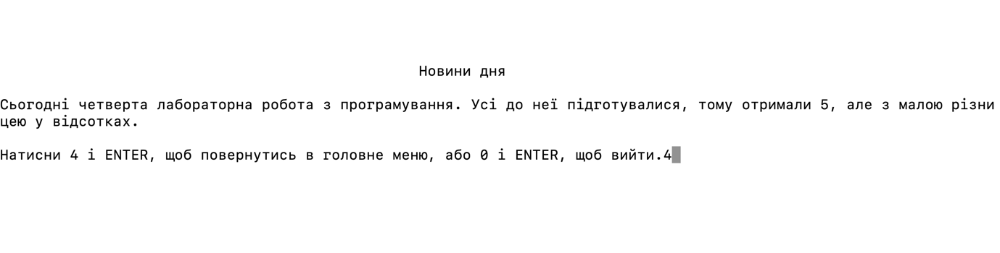 Новини дня
Сьогодні четверта лабораторна робота з програмування. Усі до неї підготувалися, тому отримали 5, але з малою різни
цею у відсотках.
Натисни 4 і ENTER, щоб повернутись в головне меню, або 0 і ENTER, щоб вийти.4